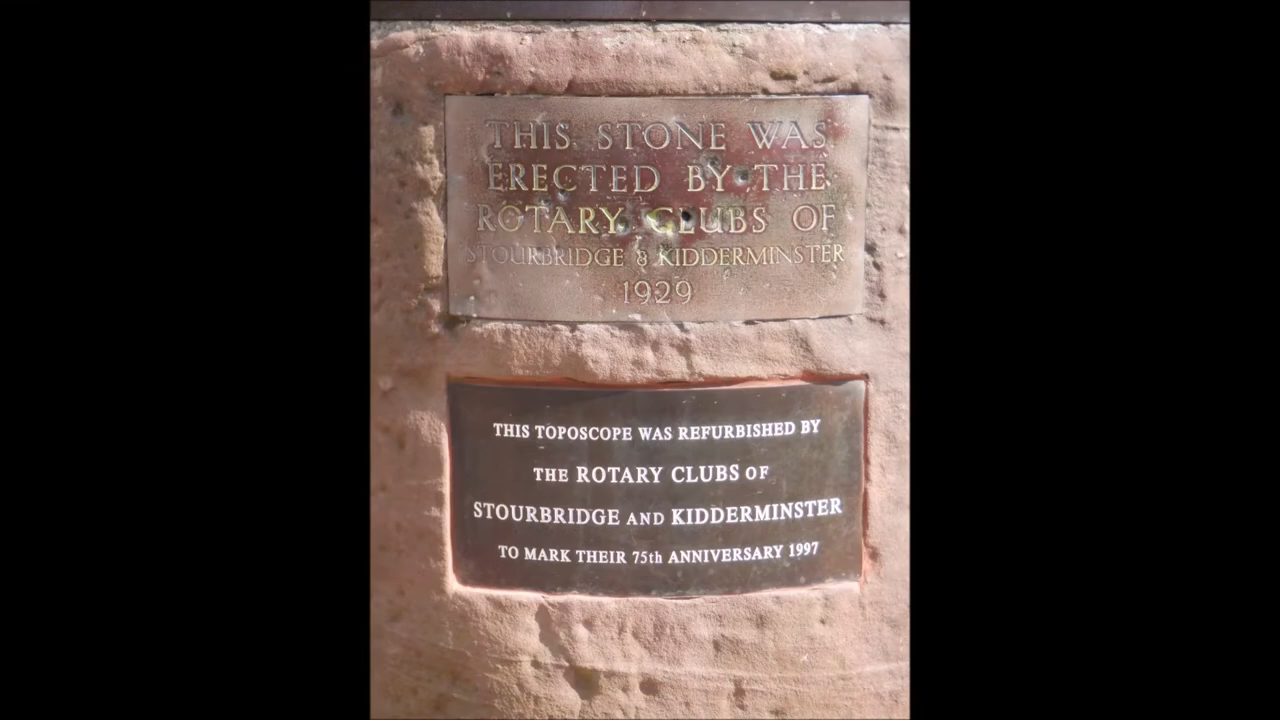 THIS STONE WAS
ERECTED BY THE
ROTARY CLUBS OF
STOURBRIDGE & KIDDERMINSTER
1929
THIS TOPOSCOPE WAS REFURBISHED BY
THE ROTARY CLUBS OF
STOURBRIDGE AND KIDDERMINSTER
TO MARK THEIR 75th ANNIVERSARY 1997